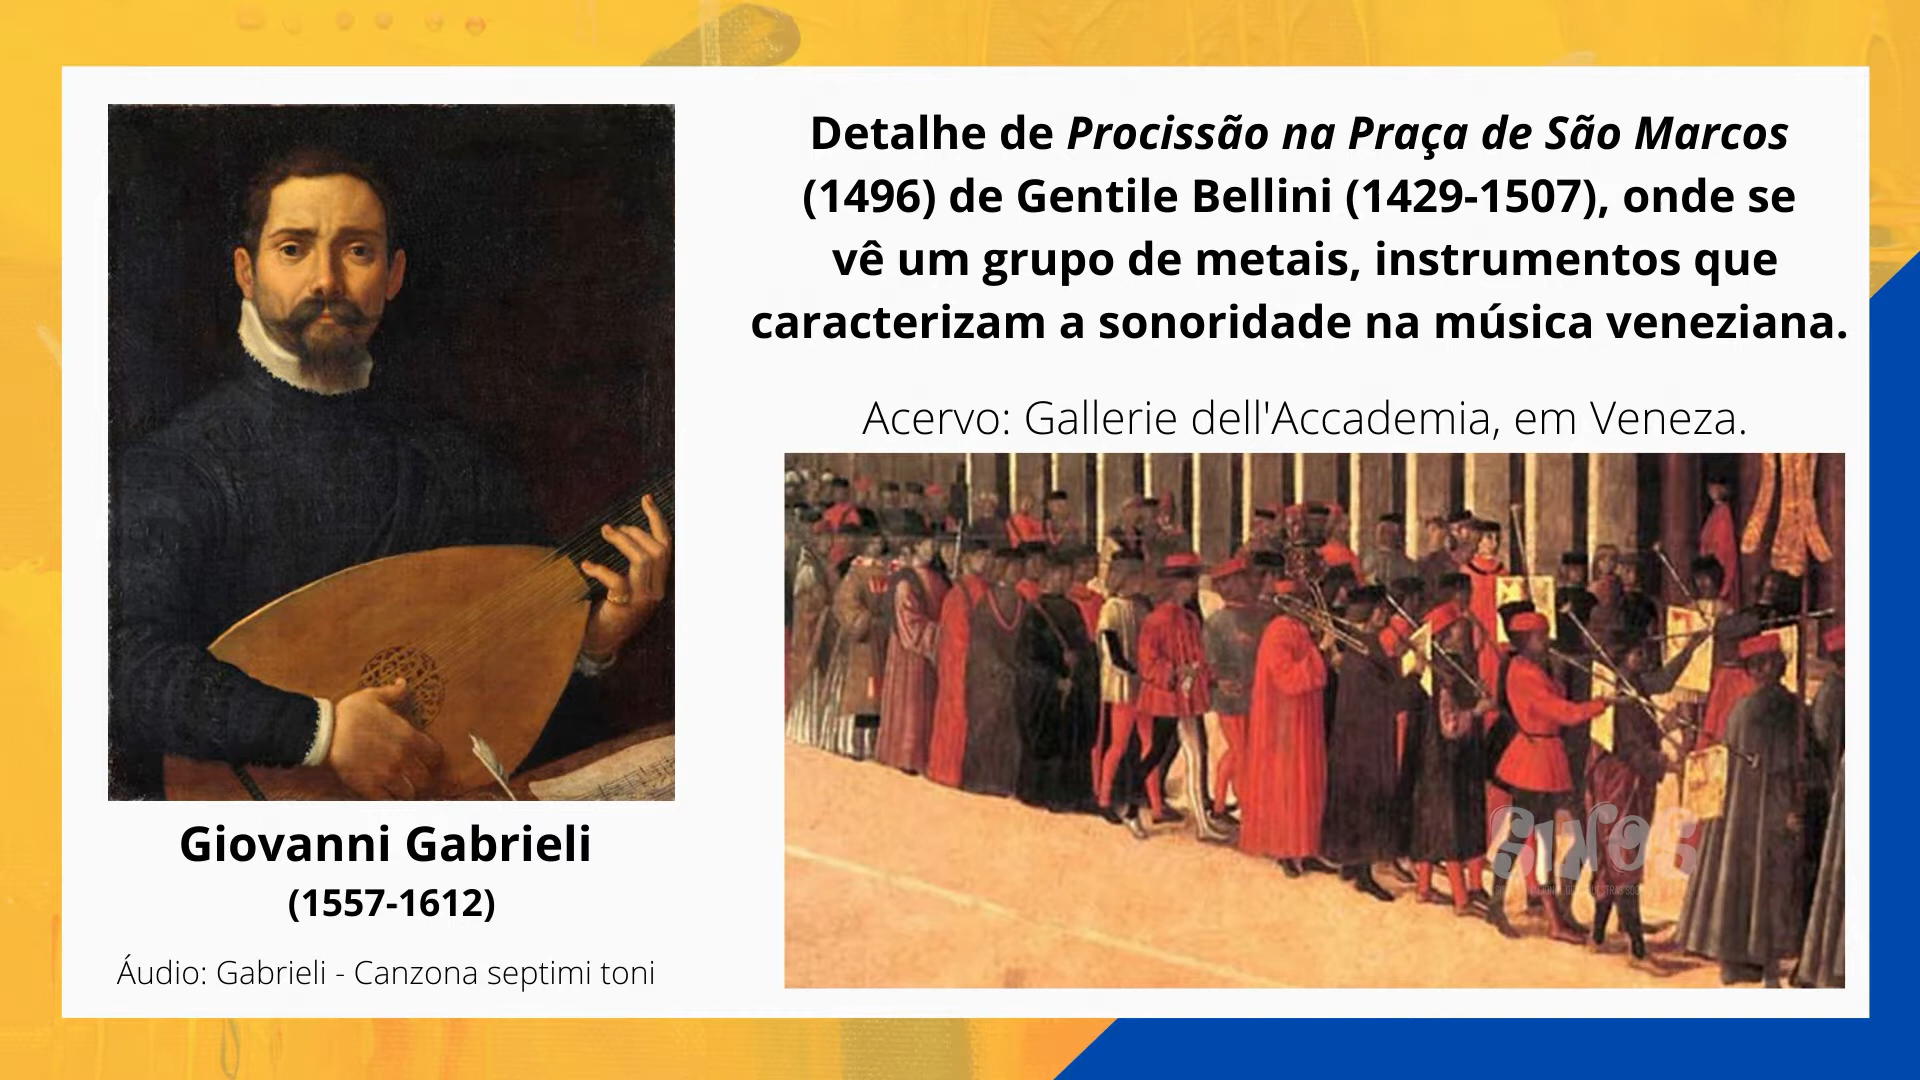 Detalhe de Procissão na Praça de São Marcos
(1496) de Gentile Bellini (1429-1507), onde se
vê um grupo de metais, instrumentos que
caracterizam a sonoridade na música veneziana.
Acervo: Gallerie dell'Accademia, em Veneza.
Giovanni Gabrieli
(1557-1612)
Áudio: Gabrieli - Canzona septimi toni
SINOS